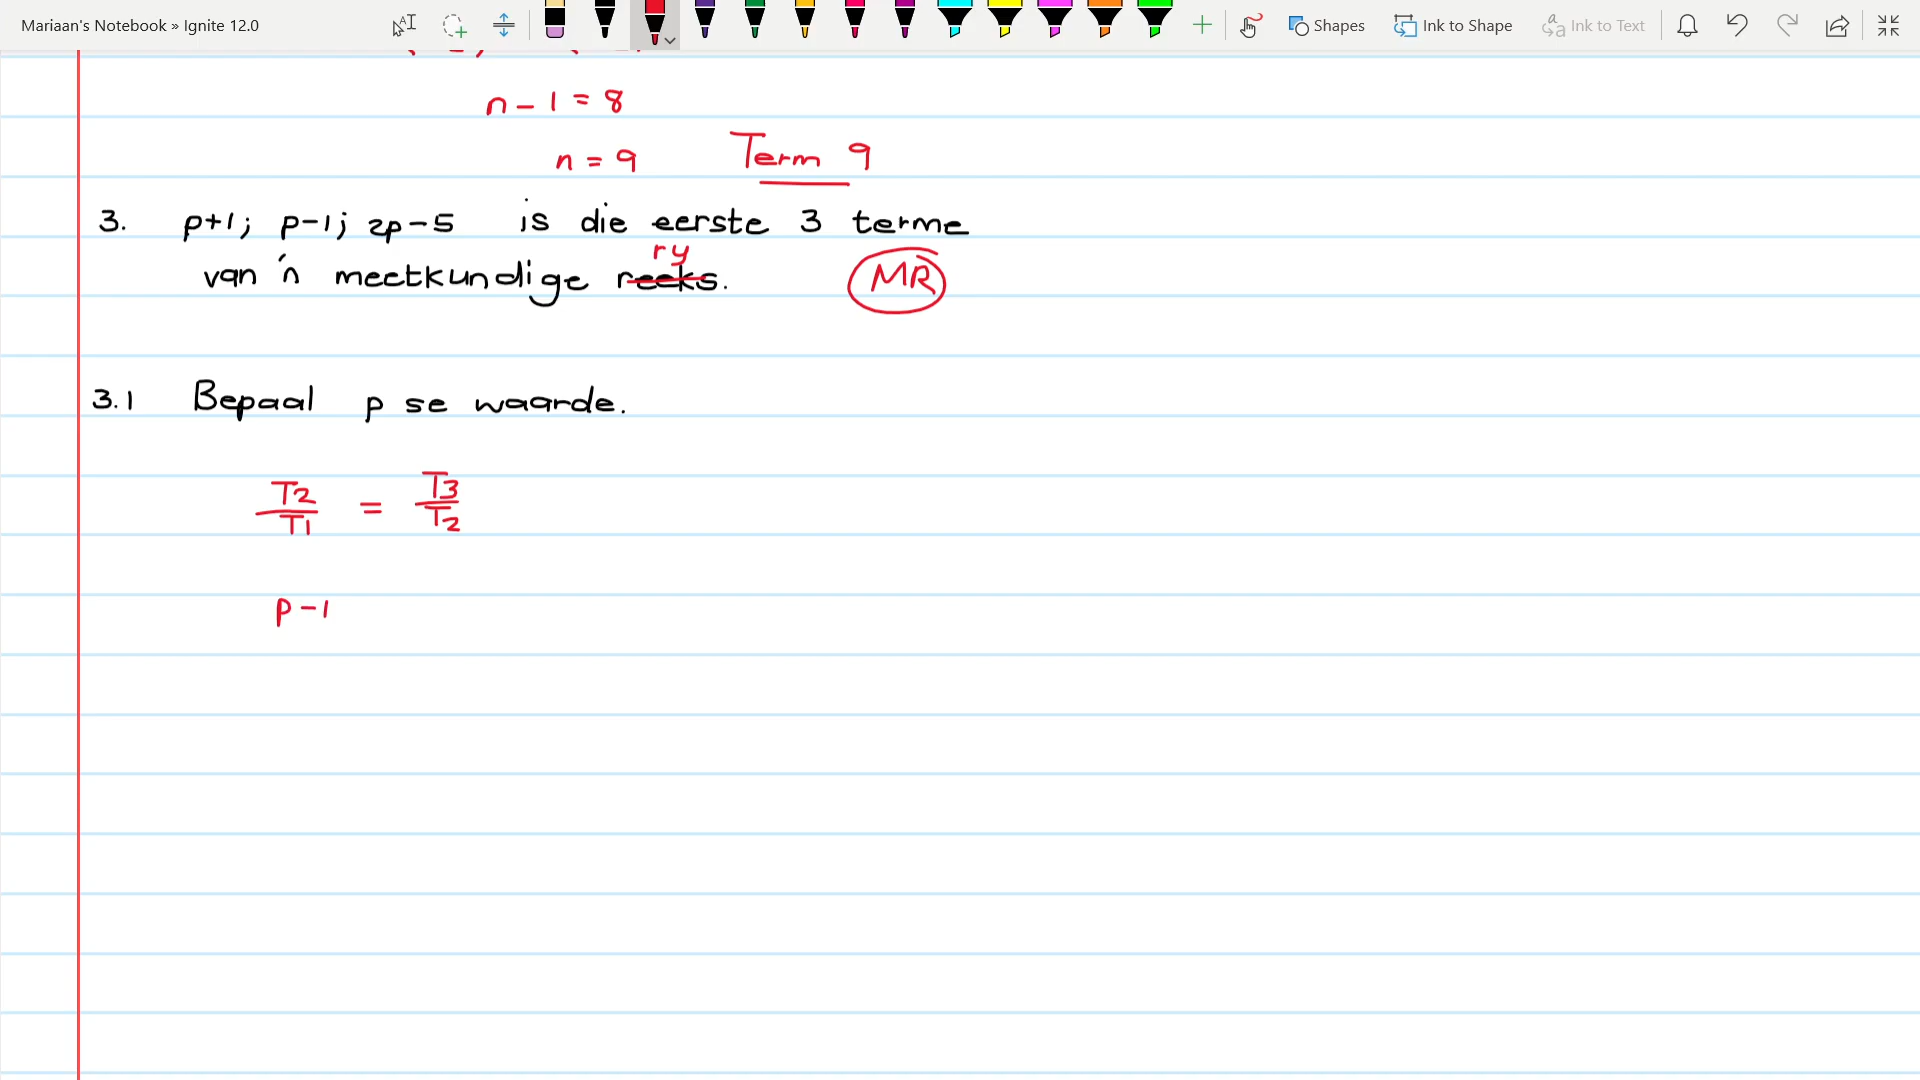 Mariaan's Notebook » Ignite 12.0
Shapes
Ink to Shape
Ink to Text
n - 1 = 8
n = 9 Term 9
3. p+1; p-1; 2p-5 is die eerste 3 terme
ry
van 'n meetkundige reeks. MR
3.1 Bepaal p se waarde.
T2/T1 = T3/T2
p-1